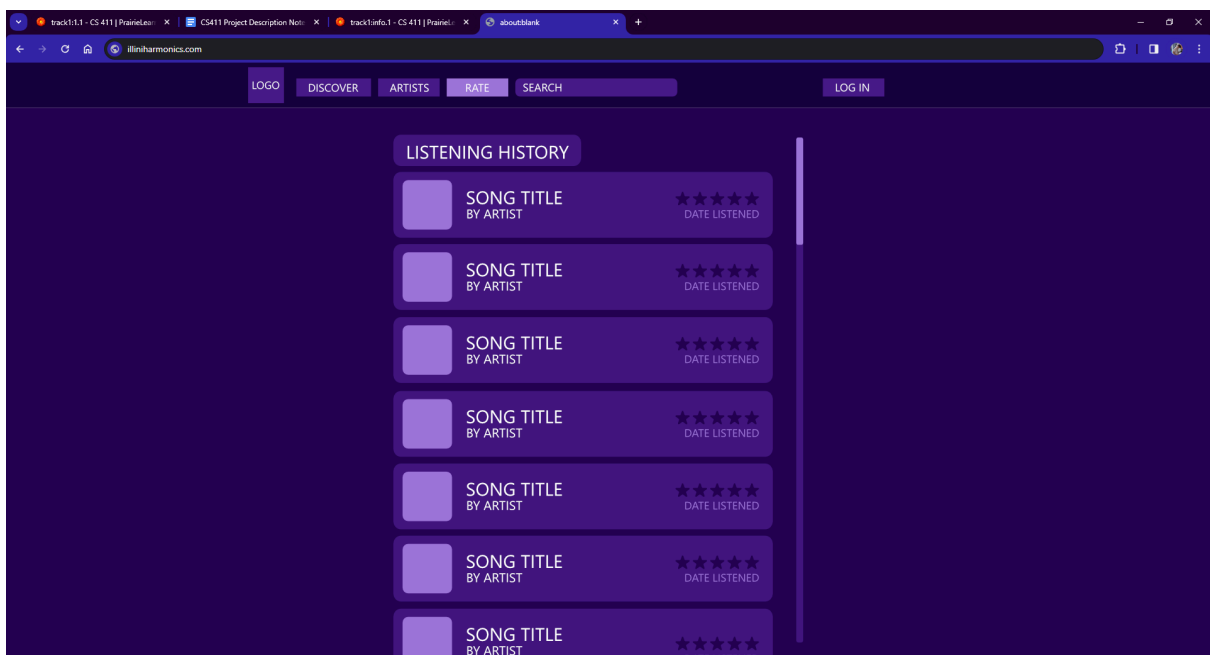 track1:1.1 - CS 411 | PrairieLearn
CS411 Project Description Note
track1:info.1 - CS 411 | PrairieLe
about:blank
illiniharmonics.com
LOGO DISCOVER ARTISTS RATE SEARCH LOG IN
LISTENING HISTORY
SONG TITLE
BY ARTIST DATE LISTENED
SONG TITLE
BY ARTIST DATE LISTENED
SONG TITLE
BY ARTIST DATE LISTENED
SONG TITLE
BY ARTIST DATE LISTENED
SONG TITLE
BY ARTIST DATE LISTENED
SONG TITLE
BY ARTIST DATE LISTENED
SONG TITLE
BY ARTIST